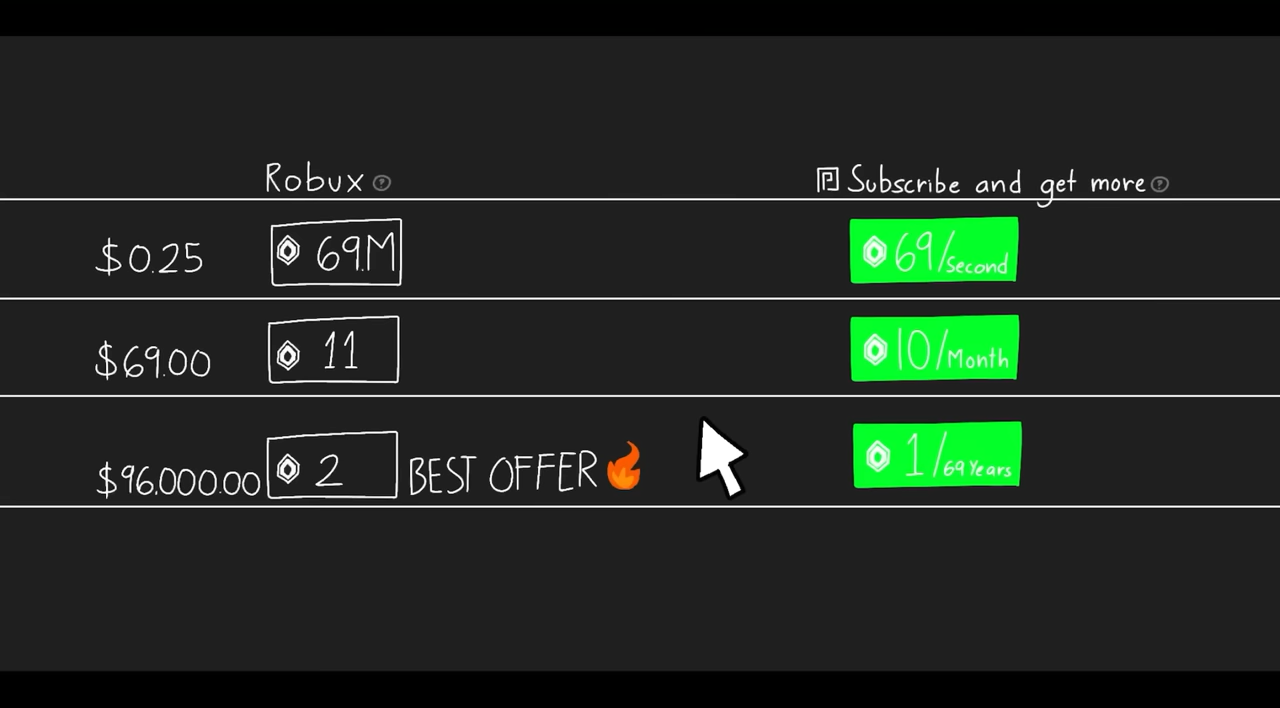 Robux ? Subscribe and get more ?
$0.25 69.M 69/Second
$69.00 11 10/Month
$96,000.00 2 BEST OFFER🔥 1/69 Years